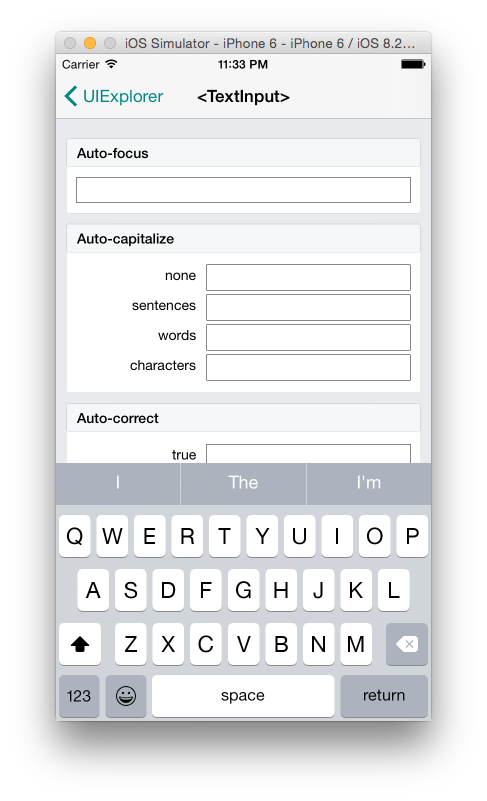 iOS Simulator - iPhone 6 - iPhone 6 / iOS 8.2...
Carrier 11:33 PM
UIExplorer <TextInput>
Auto-focus
Auto-capitalize
none
sentences
words
characters
Auto-correct
true
I The I'm
Q W E R T Y U I O P
A S D F G H J K L
Z X C V B N M
123 space return